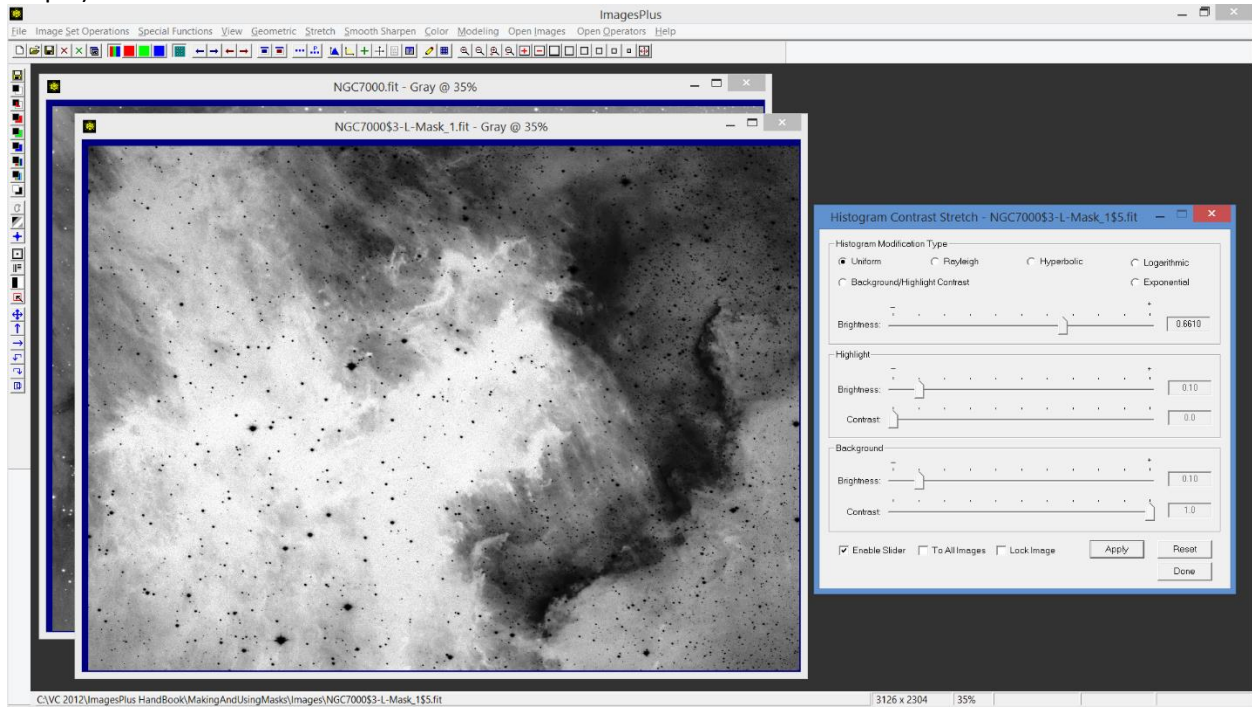 ImagesPlus
File Image Set Operations Special Functions View Geometric Stretch Smooth Sharpen Color Modeling Open Images Open Operators Help
NGC7000.fit - Gray @ 35%
NGC7000$3-L-Mask_1.fit - Gray @ 35%
Histogram Contrast Stretch - NGC7000$3-L-Mask_1$5.fit
Histogram Modification Type
Uniform Rayleigh Hyperbolic Logarithmic
Background/Highlight Contrast Exponential
- +
Brightness: 0.6610
Highlight
- +
Brightness: 0.10
Contrast: 0.0
Background
- +
Brightness: 0.10
Contrast: 1.0
Enable Slider To All Images Lock Image Apply Reset
Done
C:\VC 2012\ImagesPlus HandBook\MakingAndUsingMasks\Images\NGC7000$3-L-Mask_1$5.fit 3126 x 2304 35%